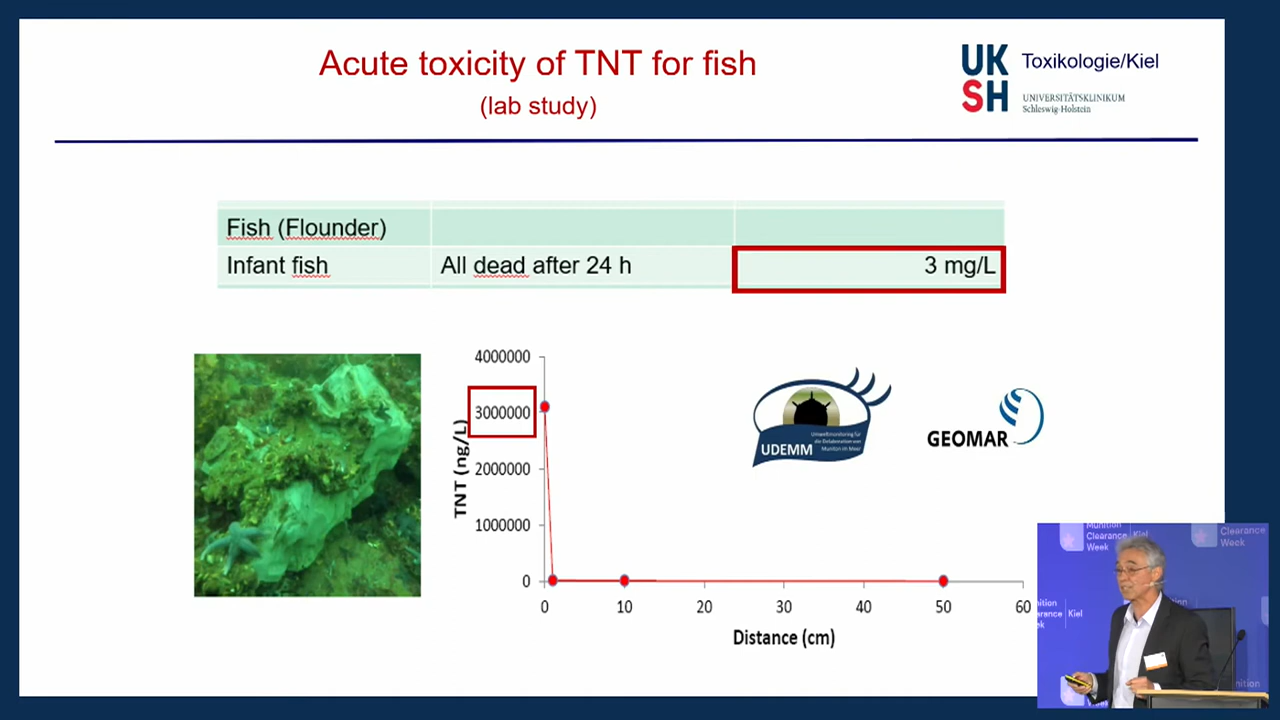 Acute toxicity of TNT for fish
(lab study)
UK
SH
Toxikologie/Kiel
UNIVERSITÄTSKLINIKUM
Schleswig-Holstein
Fish (Flounder)
Infant fish All dead after 24 h 3 mg/L
TNT (ng/L)
4000000
3000000
2000000
1000000
0
0 10 20 30 40 50 60
Distance (cm)
UDEMM
Umweltmonitoring für
die Delaboration von
Munition im Meer
GEOMAR
Munition
Clearance
Week
Kiel
Clearance
Week
Kiel